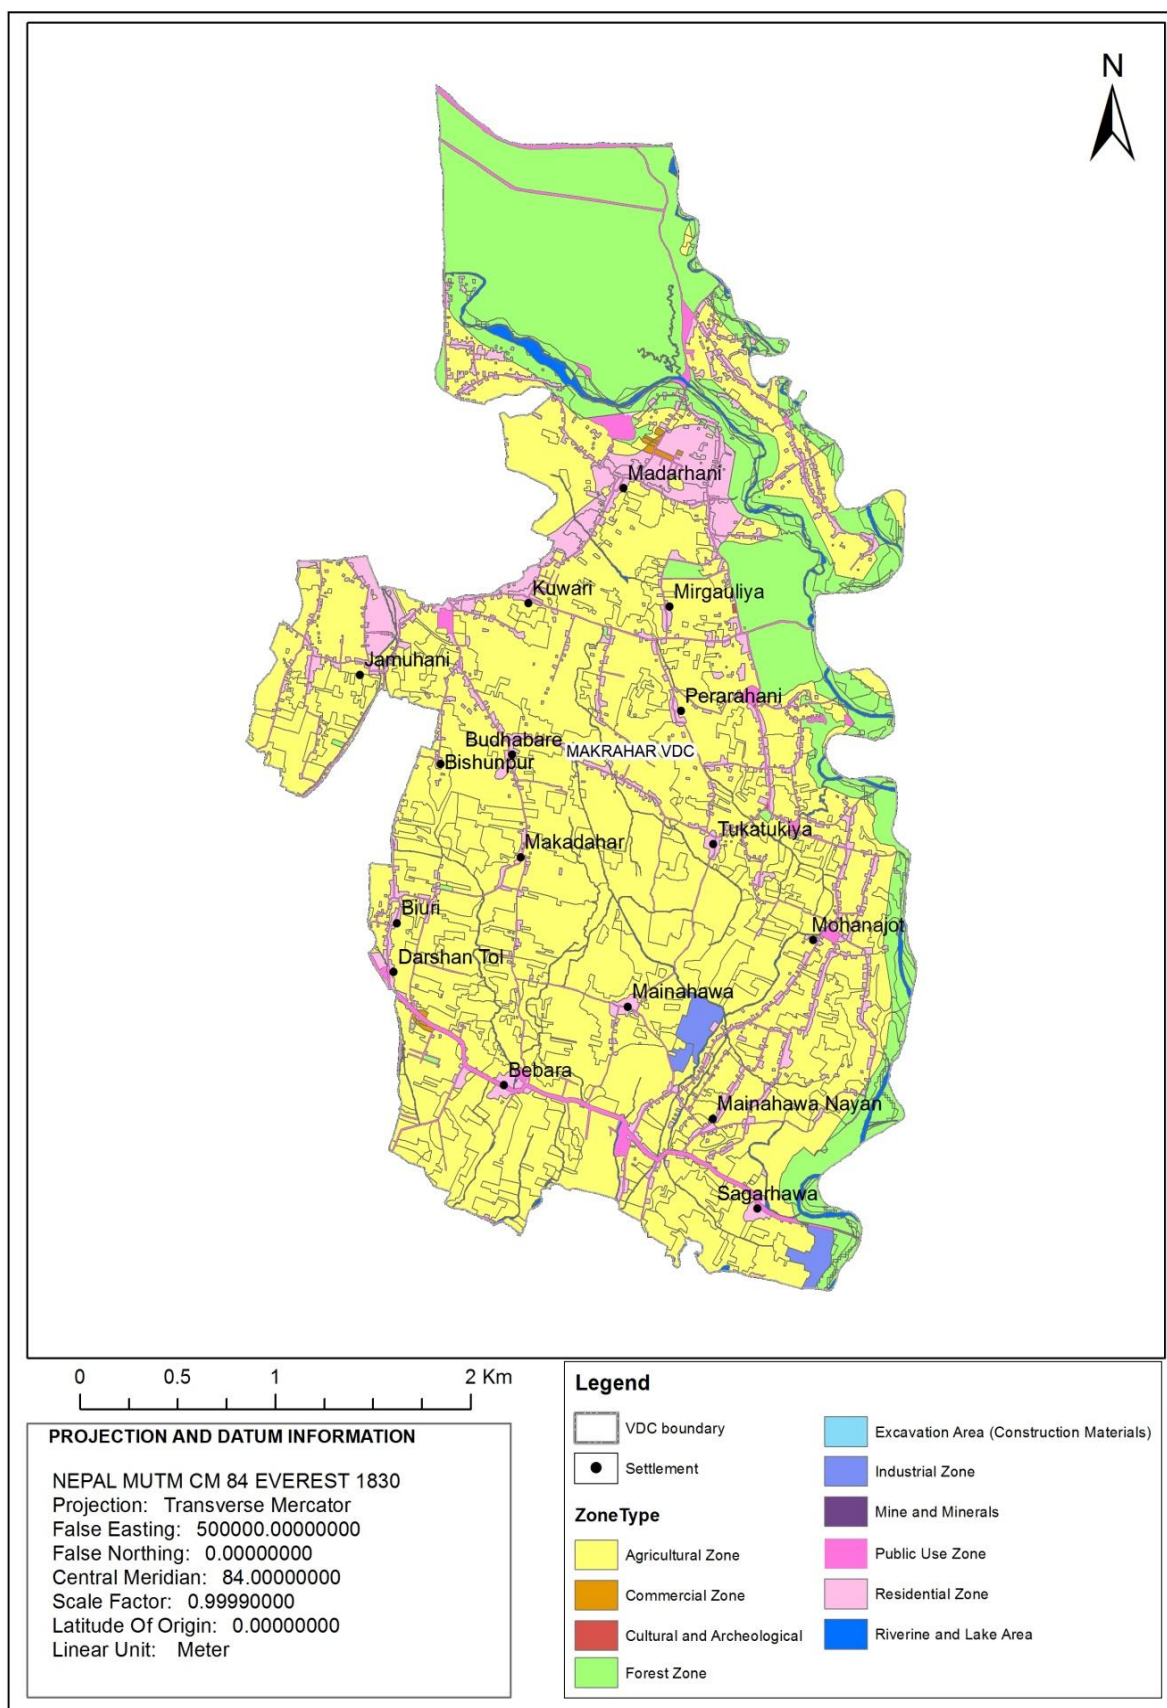 N
Madarhani
Kuwari
Mirgauliya
Jamuhani
Perarahani
Budhabare
MAKRAHAR VDC
Bishunpur
Tukatukiya
Makadahar
Biuri
Mohanajot
Darshan Tol
Mainahawa
Bebara
Mainahawa Nayan
Sagarhawa
0 0.5 1 2 Km
PROJECTION AND DATUM INFORMATION
NEPAL MUTM CM 84 EVEREST 1830
Projection: Transverse Mercator
False Easting: 500000.00000000
False Northing: 0.00000000
Central Meridian: 84.00000000
Scale Factor: 0.99990000
Latitude Of Origin: 0.00000000
Linear Unit: Meter
Legend
VDC boundary
Settlement
ZoneType
Agricultural Zone
Commercial Zone
Cultural and Archeological
Forest Zone
Excavation Area (Construction Materials)
Industrial Zone
Mine and Minerals
Public Use Zone
Residential Zone
Riverine and Lake Area